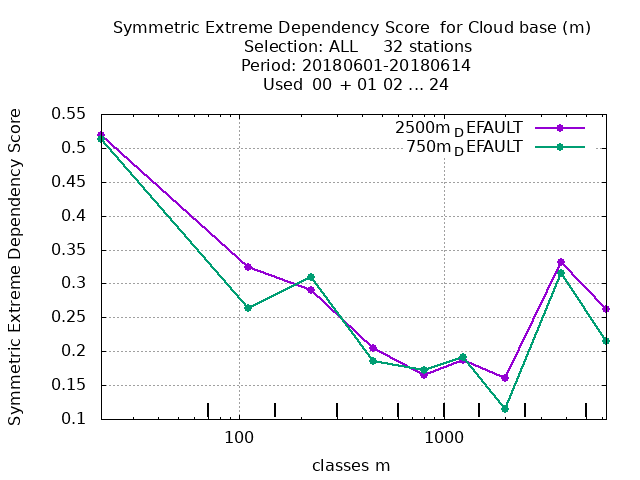 Symmetric Extreme Dependency Score for Cloud base (m)
Selection: ALL 32 stations
Period: 20180601-20180614
Used 00 + 01 02 ... 24
2500m_DEFAULT
750m_DEFAULT
Symmetric Extreme Dependency Score
0.55
0.5
0.45
0.4
0.35
0.3
0.25
0.2
0.15
0.1
100 1000
classes m